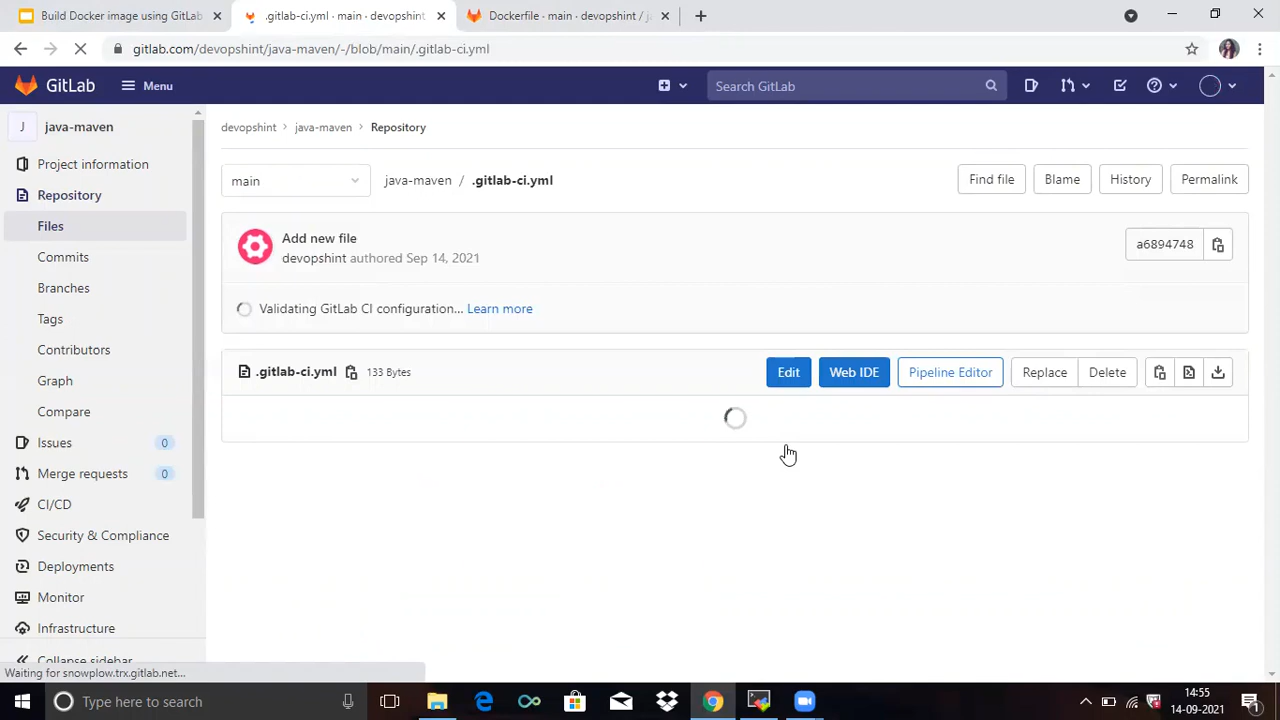 Build Docker image using GitLab
.gitlab-ci.yml · main · devopshint
Dockerfile · main · devopshint / ja
gitlab.com/devopshint/java-maven/-/blob/main/.gitlab-ci.yml
GitLab
Menu
Search GitLab
J
java-maven
Project information
Repository
Files
Commits
Branches
Tags
Contributors
Graph
Compare
Issues 0
Merge requests 0
CI/CD
Security & Compliance
Deployments
Monitor
Infrastructure
Collapse sidebar
devopshint > java-maven > Repository
main
java-maven / .gitlab-ci.yml
Find file
Blame
History
Permalink
Add new file
devopshint authored Sep 14, 2021
a6894748
Validating GitLab CI configuration... Learn more
.gitlab-ci.yml 133 Bytes
Edit
Web IDE
Pipeline Editor
Replace
Delete
Waiting for snowplow.trx.gitlab.net...
Type here to search
14:55
14-09-2021
1